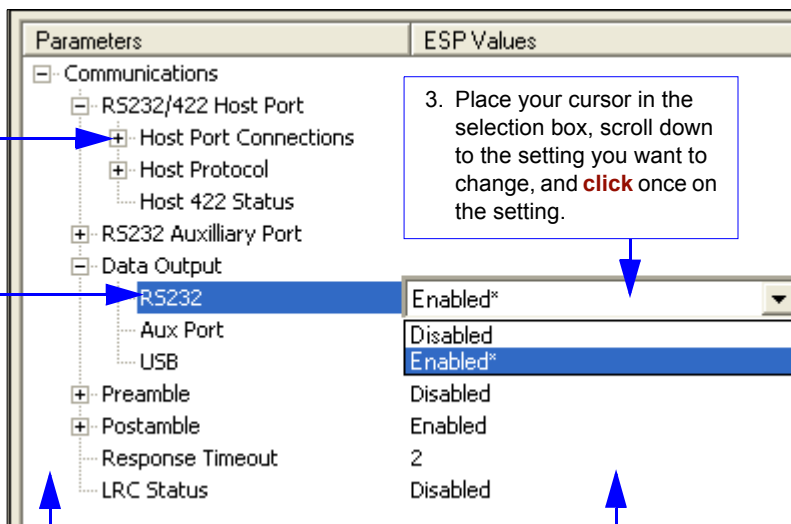 Parameters ESP Values
Communications
RS232/422 Host Port
Host Port Connections
Host Protocol
Host 422 Status
RS232 Auxilliary Port
Data Output
RS232 Enabled*
Aux Port Disabled
USB Enabled*
Preamble Disabled
Postamble Enabled
Response Timeout 2
LRC Status Disabled
3. Place your cursor in the
selection box, scroll down
to the setting you want to
change, and click once on
the setting.